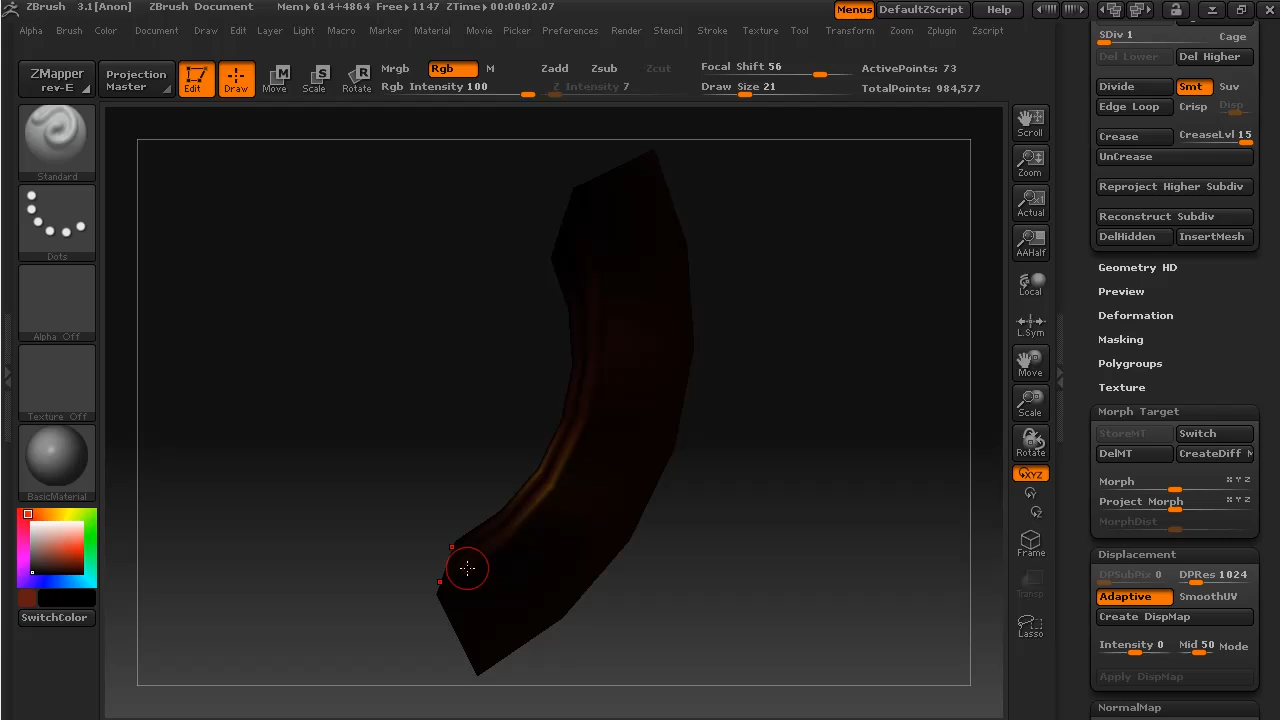 ZBrush 3.1[Anon] ZBrush Document Mem▸614+4864 Free▸1147 ZTime▸00:00:02.07 Menus DefaultZScript Help
Alpha Brush Color Document Draw Edit Layer Light Macro Marker Material Movie Picker Preferences Render Stencil Stroke Texture Tool Transform Zoom Zplugin Zscript
ZMapper rev-E
Projection Master
Edit Draw Move Scale Rotate
Mrgb Rgb M Zadd Zsub Zcut Focal Shift 56 ActivePoints: 73
Rgb Intensity 100 Z Intensity 7 Draw Size 21 TotalPoints: 984,577
Standard
Dots
Alpha Off
Texture Off
BasicMaterial
SwitchColor
Scroll
Zoom
Actual
AAHalf
Local
L.Sym
Move
Scale
Rotate
XYZ
Y
Z
Frame
Transp
Lasso
SDiv 1 Cage
Del Lower Del Higher
Divide Smt Suv
Edge Loop Crisp Disp
Crease CreaseLvl 15
UnCrease
Reproject Higher Subdiv
Reconstruct Subdiv
DelHidden InsertMesh
Geometry HD
Preview
Deformation
Masking
Polygroups
Texture
Morph Target
StoreMT Switch
DelMT CreateDiff M
Morph X Y Z
Project Morph X Y Z
MorphDist
Displacement
DPSubPix 0 DPRes 1024
Adaptive SmoothUV
Create DispMap
Intensity 0 Mid 50 Mode
Apply DispMap
NormalMap